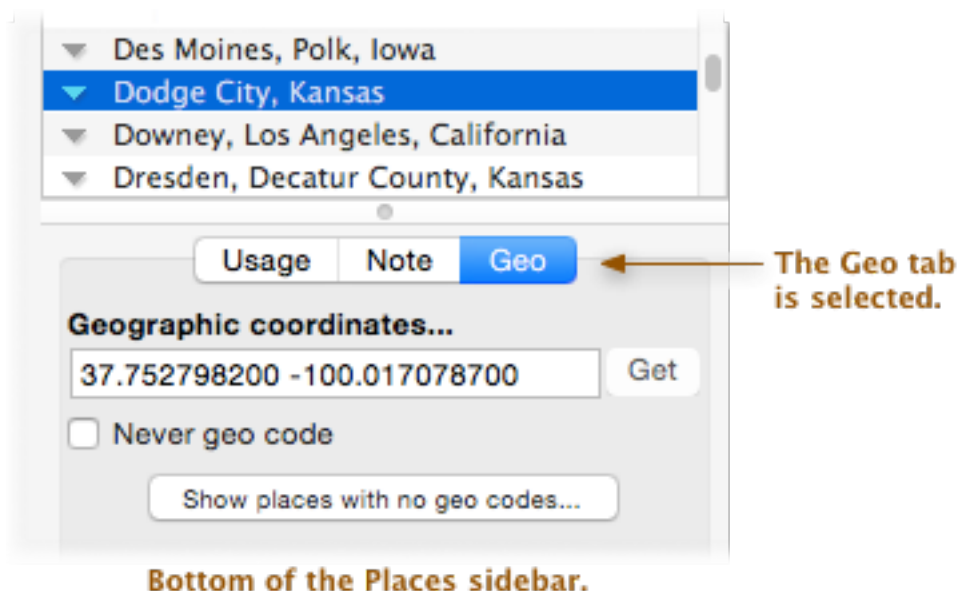 Des Moines, Polk, Iowa
Dodge City, Kansas
Downey, Los Angeles, California
Dresden, Decatur County, Kansas
Usage Note Geo
The Geo tab
is selected.
Geographic coordinates...
37.752798200 -100.017078700 Get
Never geo code
Show places with no geo codes...
Bottom of the Places sidebar.